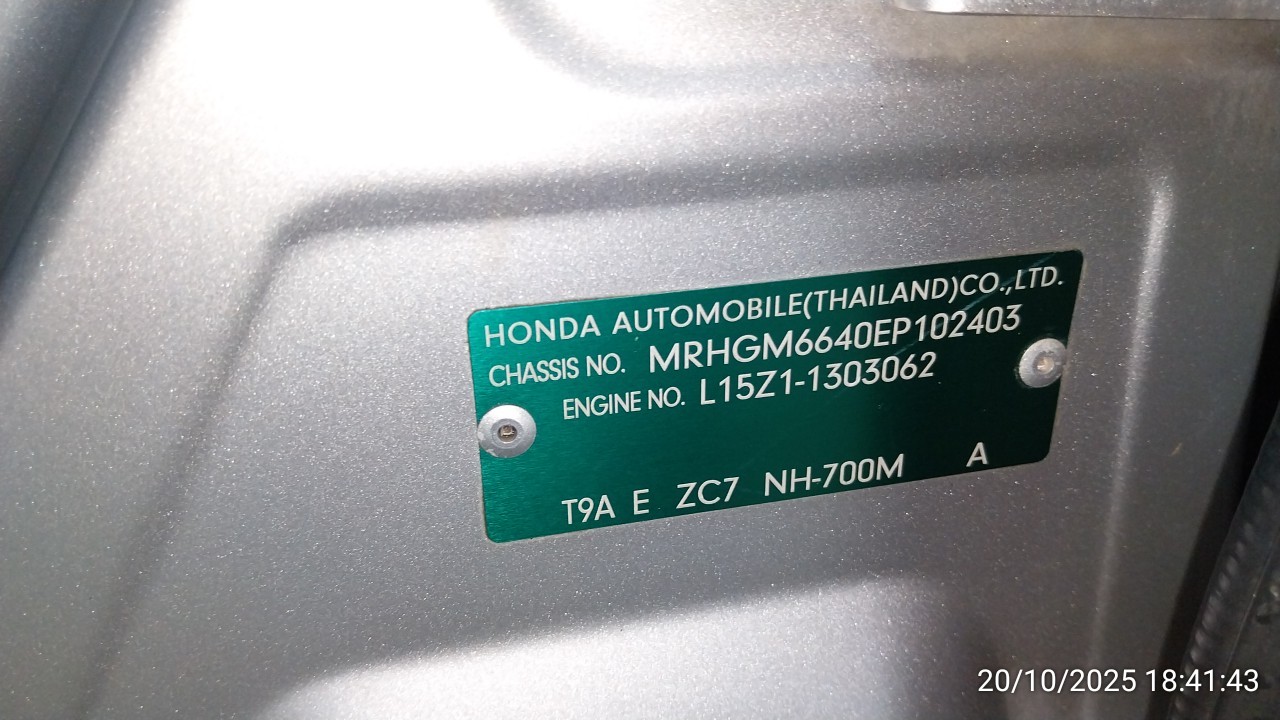 HONDA AUTOMOBILE(THAILAND)CO.,LTD.
CHASSIS NO. MRHGM6640EP102403
ENGINE NO. L15Z1-1303062
T9A E ZC7 NH-700M A
20/10/2025 18:41:43